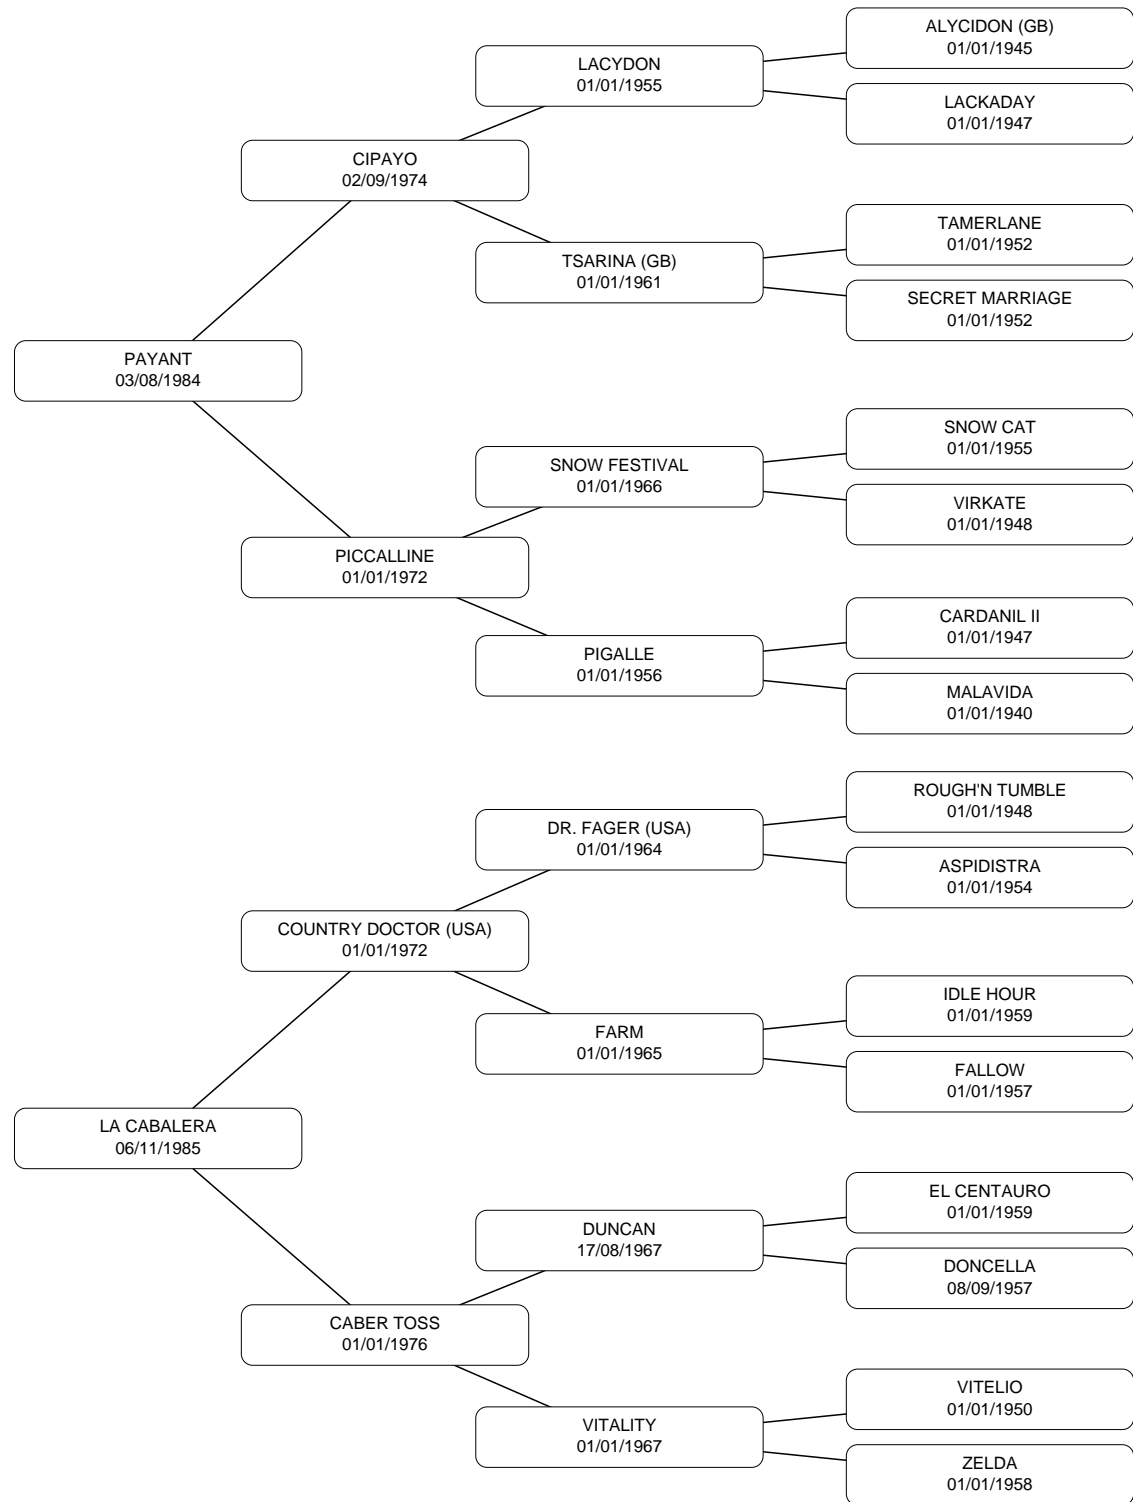 ALYCIDON (GB)
01/01/1945
LACYDON
01/01/1955
LACKADAY
01/01/1947
CIPAYO
02/09/1974
TAMERLANE
01/01/1952
TSARINA (GB)
01/01/1961
SECRET MARRIAGE
01/01/1952
PAYANT
03/08/1984
SNOW CAT
01/01/1955
SNOW FESTIVAL
01/01/1966
VIRKATE
01/01/1948
PICCALLINE
01/01/1972
CARDANIL II
01/01/1947
PIGALLE
01/01/1956
MALAVIDA
01/01/1940
ROUGH'N TUMBLE
01/01/1948
DR. FAGER (USA)
01/01/1964
ASPIDISTRA
01/01/1954
COUNTRY DOCTOR (USA)
01/01/1972
IDLE HOUR
01/01/1959
FARM
01/01/1965
FALLOW
01/01/1957
LA CABALERA
06/11/1985
EL CENTAURO
01/01/1959
DUNCAN
17/08/1967
DONCELLA
08/09/1957
CABER TOSS
01/01/1976
VITELIO
01/01/1950
VITALITY
01/01/1967
ZELDA
01/01/1958